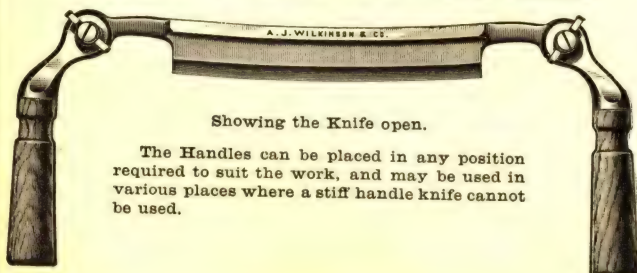 A. J. WILKINSON & CO.
Showing the Knife open.
The Handles can be placed in any position
required to suit the work, and may be used in
various places where a stiff handle knife cannot
be used.